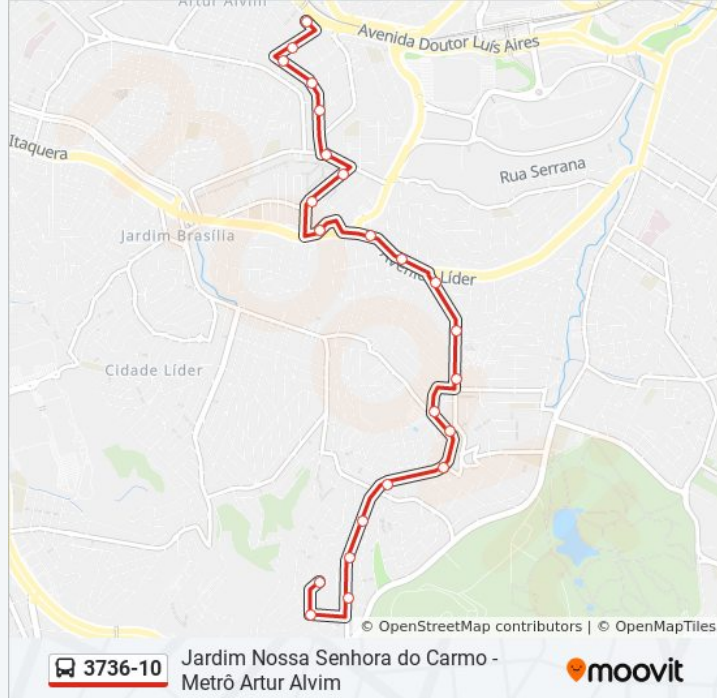 Artur Alvim
Avenida Doutor Luís Aires
Itaquera
Rua Serrana
Jardim Brasília
Avenida Líder
Cidade Líder
© OpenStreetMap contributors | © OpenMapTiles
3736-10
Jardim Nossa Senhora do Carmo -
Metrô Artur Alvim
moovit